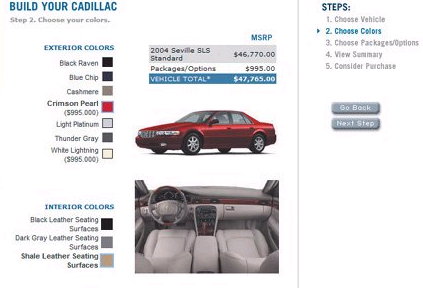 BUILD YOUR CADILLAC
Step 2. Choose your colors.
EXTERIOR COLORS
Black Raven
Blue Chip
Cashmere
Crimson Pearl
($995.000)
Light Platinum
Thunder Gray
White Lightning
($995.000)
MSRP
2004 Seville SLS
Standard
$46,770.00
Packages/Options
$995.00
VEHICLE TOTAL*
$47,765.00
INTERIOR COLORS
Black Leather Seating
Surfaces
Dark Gray Leather Seating
Surfaces
Shale Leather Seating
Surfaces
STEPS:
1. Choose Vehicle
2. Choose Colors
3. Choose Packages/Options
4. View Summary
5. Consider Purchase
Go Back
Next Step